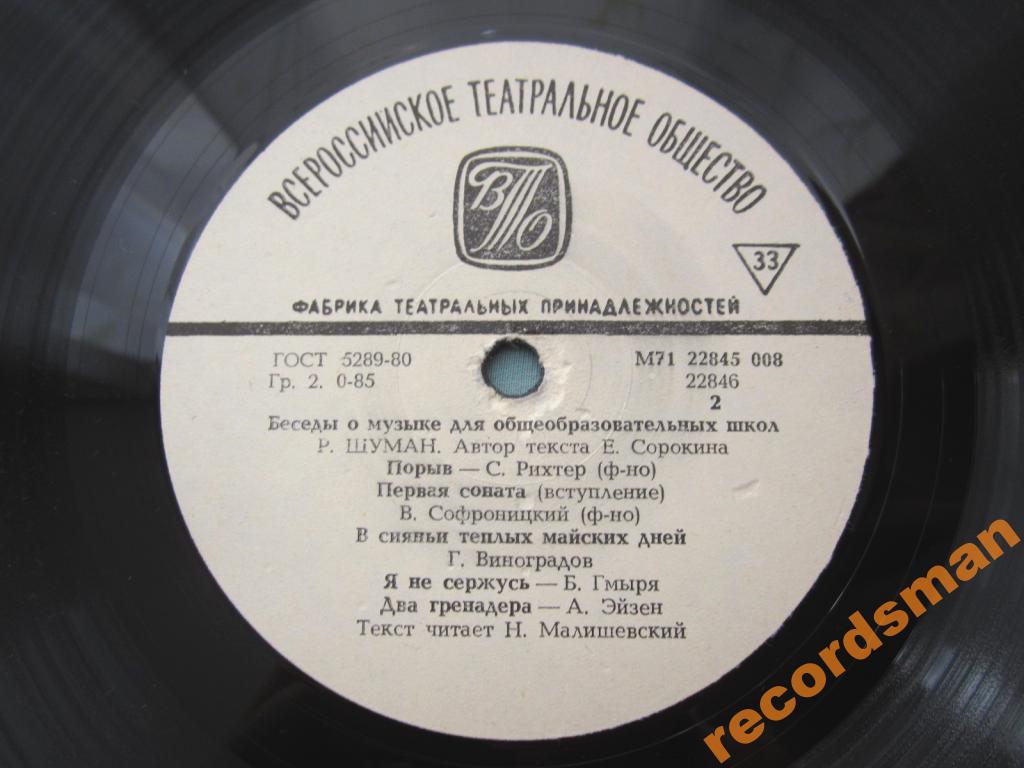 ВСЕРОССИЙСКОЕ ТЕАТРАЛЬНОЕ ОБЩЕСТВО
ВТО
33
ФАБРИКА ТЕАТРАЛЬНЫХ ПРИНАДЛЕЖНОСТЕЙ
ГОСТ 5289-80 М71 22845 008
Гр. 2. 0-85 22846
2
Беседы о музыке для общеобразовательных школ
Р. ШУМАН. Автор текста Е. Сорокина
Порыв — С. Рихтер (ф-но)
Первая соната (вступление)
В. Софроницкий (ф-но)
В сияньи теплых майских дней
Г. Виноградов
Я не сержусь — Б. Гмыря
Два гренадера — А. Эйзен
Текст читает Н. Малишевский
recordsman